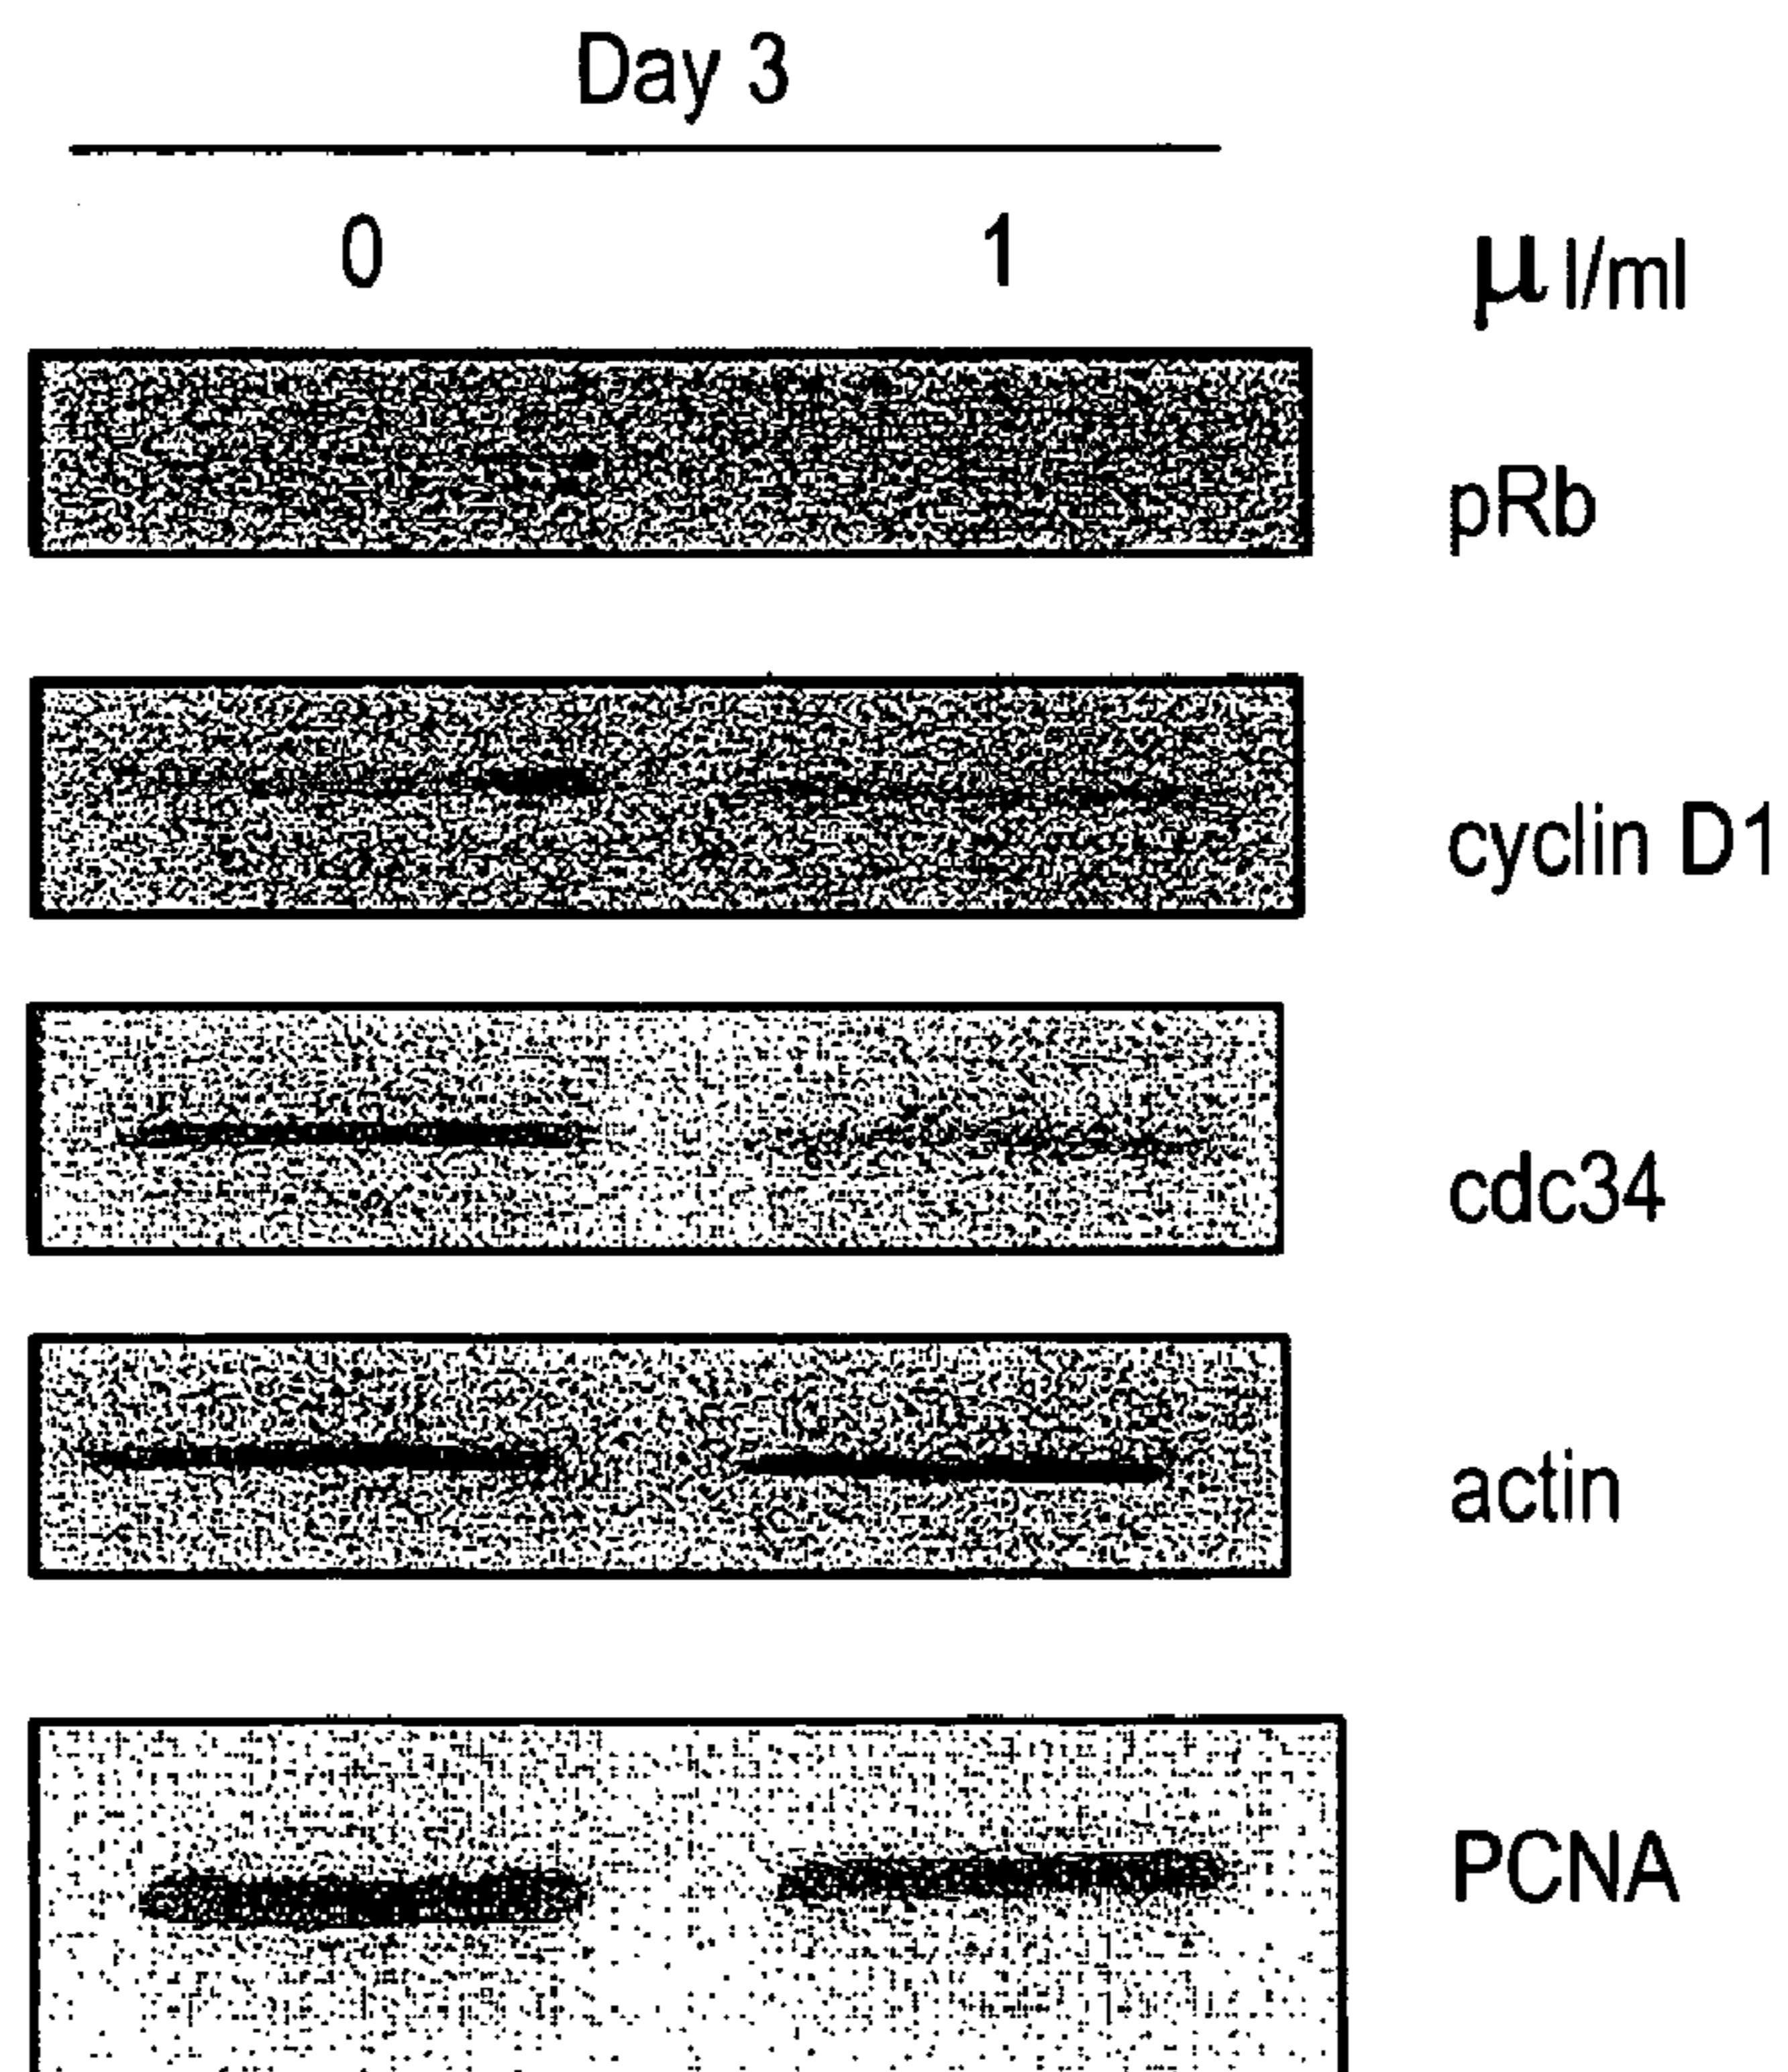 Day 3
0 1 μl/ml
pRb
cyclin D1
cdc34
actin
PCNA